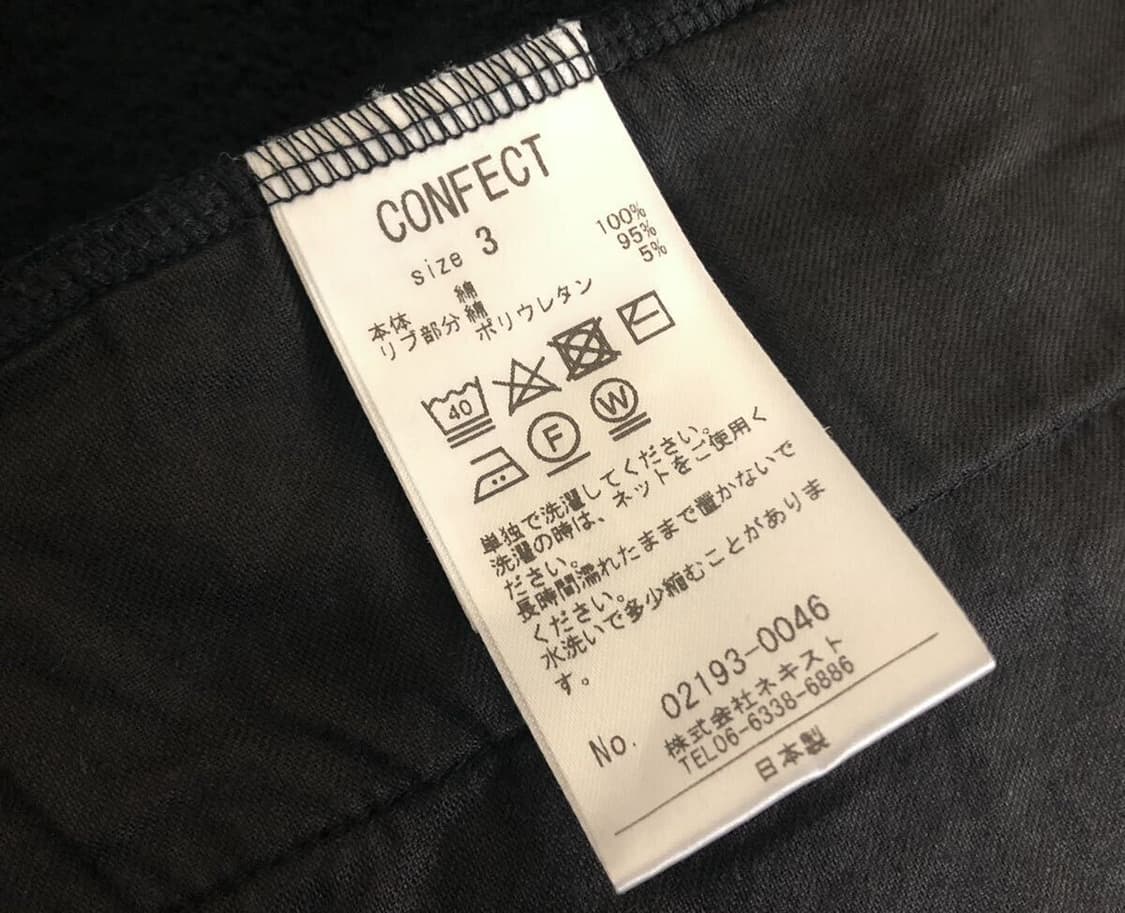 CONFECT
size 3
本体 綿 100%
リブ部分 綿 95%
ポリウレタン 5%
40
F
W
単独で洗濯してください。
洗濯の時は、ネットをご使用く
ださい。
長時間濡れたままで置かないで
ください。
水洗いで多少縮むことがありま
す。
No. 02193-0046
株式会社ネキスト
TEL06-6338-6886
日本製